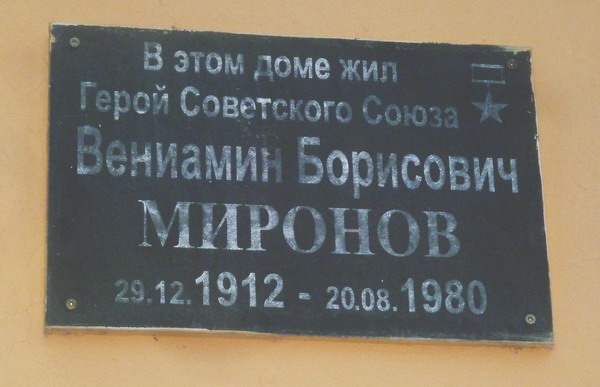 В этом доме жил
Герой Советского Союза
Вениамин Борисович
МИРОНОВ
29.12.1912 - 20.08.1980